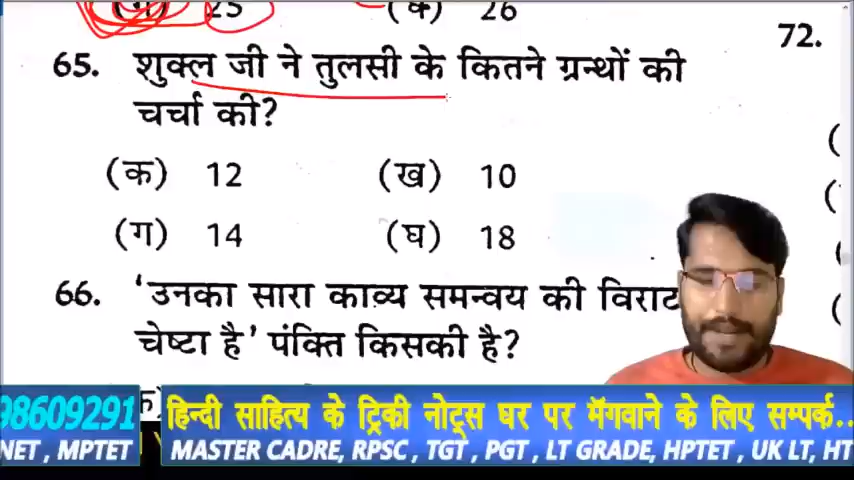 (ग) 25 (घ) 26
72.
65. शुक्ल जी ने तुलसी के कितने ग्रन्थों की
चर्चा की?
(क) 12 (ख) 10
(ग) 14 (घ) 18
66. 'उनका सारा काव्य समन्वय की विराट
चेष्टा है' पंक्ति किसकी है?
98609291 हिन्दी साहित्य के ट्रिकी नोट्स घर पर मॅगवाने के लिए सम्पर्क..
NET , MPTET MASTER CADRE, RPSC , TGT , PGT , LT GRADE, HPTET , UK LT, HT